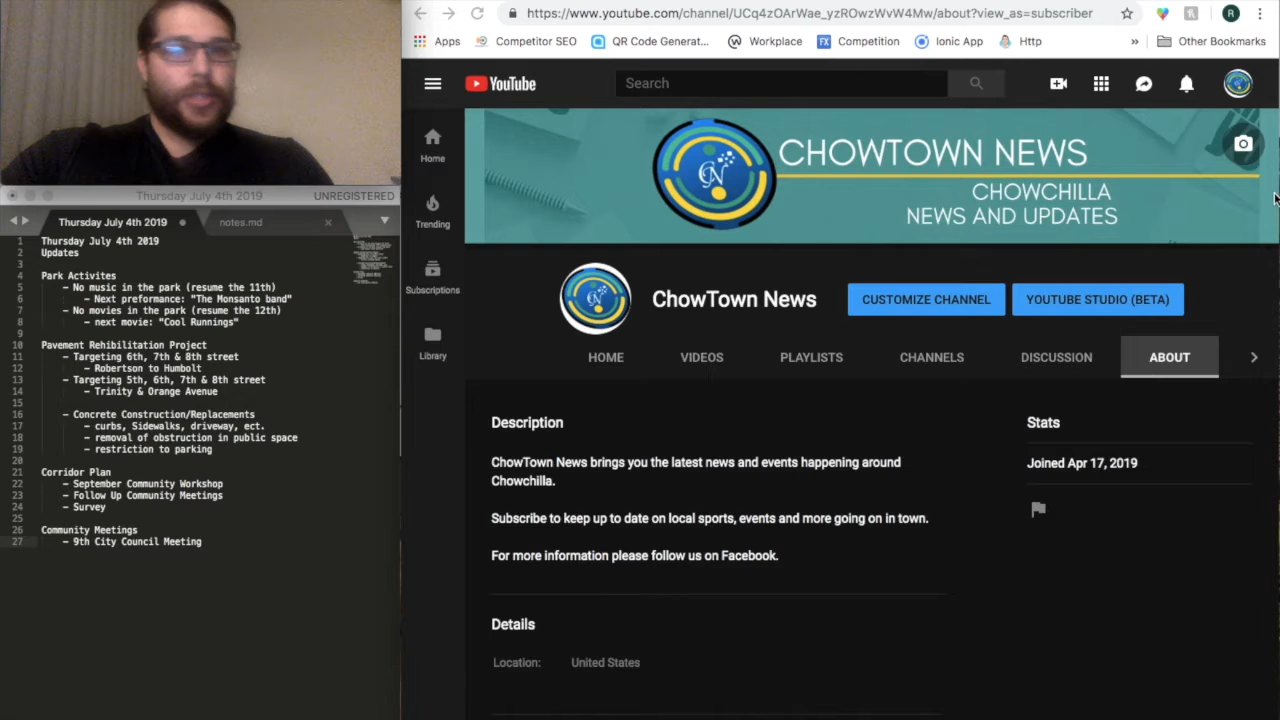 https://www.youtube.com/channel/UCq4zOArWae_yzROwzWvW4Mw/about?view_as=subscriber
R
Apps
Competitor SEO
QR Code Generat...
Workplace
FX
Competition
Ionic App
Http
»
Other Bookmarks
YouTube
Search
Home
Trending
Subscriptions
Library
CN
CHOWTOWN NEWS
CHOWCHILLA
NEWS AND UPDATES
CN
ChowTown News
CUSTOMIZE CHANNEL
YOUTUBE STUDIO (BETA)
HOME
VIDEOS
PLAYLISTS
CHANNELS
DISCUSSION
ABOUT
Description
ChowTown News brings you the latest news and events happening around
Chowchilla.
Subscribe to keep up to date on local sports, events and more going on in town.
For more information please follow us on Facebook.
Details
Location: United States
Stats
Joined Apr 17, 2019
Thursday July 4th 2019 UNREGISTERED
Thursday July 4th 2019
notes.md
1 Thursday July 4th 2019
2 Updates
3
4 Park Activites
5 – No music in the park (resume the 11th)
6 – Next preformance: "The Monsanto band"
7 – No movies in the park (resume the 12th)
8 – next movie: "Cool Runnings"
9
10 Pavement Rehibilitation Project
11 – Targeting 6th, 7th & 8th street
12 – Robertson to Humbolt
13 – Targeting 5th, 6th, 7th & 8th street
14 – Trinity & Orange Avenue
15
16 – Concrete Construction/Replacements
17 – curbs, Sidewalks, driveway, ect.
18 – removal of obstruction in public space
19 – restriction to parking
20
21 Corridor Plan
22 – September Community Workshop
23 – Follow Up Community Meetings
24 – Survey
25
26 Community Meetings
27 – 9th City Council Meeting